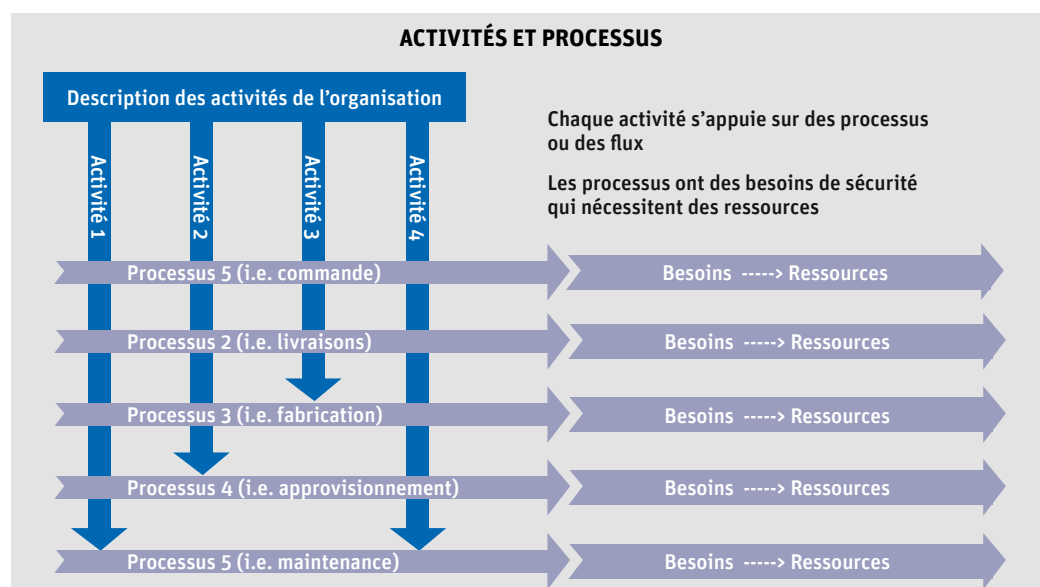 ACTIVITÉS ET PROCESSUS
Description des activités de l’organisation
Chaque activité s’appuie sur des processus
ou des flux
Les processus ont des besoins de sécurité
qui nécessitent des ressources
Activité 1
Activité 2
Activité 3
Activité 4
Processus 5 (i.e. commande)
Besoins -----> Ressources
Processus 2 (i.e. livraisons)
Besoins -----> Ressources
Processus 3 (i.e. fabrication)
Besoins -----> Ressources
Processus 4 (i.e. approvisionnement)
Besoins -----> Ressources
Processus 5 (i.e. maintenance)
Besoins -----> Ressources